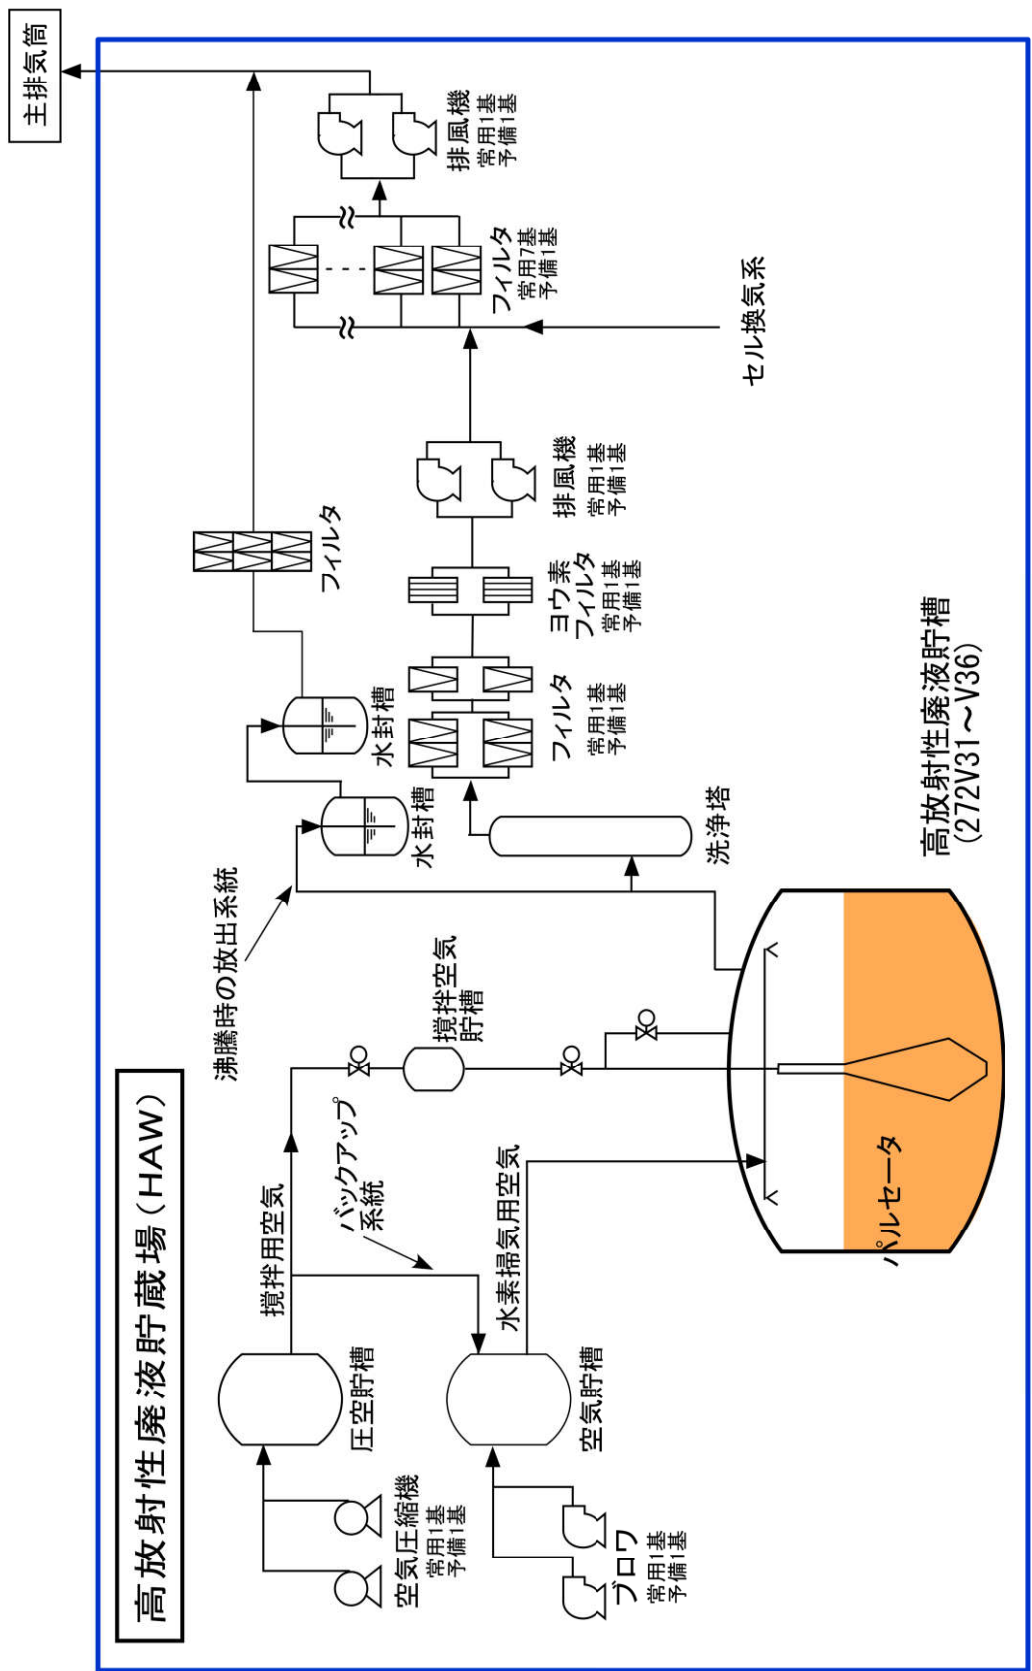 高放射性廃液貯蔵場(HAW)
主排気筒
排風機
常用1基
予備1基
フィルタ
常用7基
予備1基
セル換気系
フィルタ
排風機
常用1基
予備1基
ヨウ素
フィルタ
常用1基
予備1基
フィルタ
常用1基
予備1基
水封槽
水封槽
洗浄塔
沸騰時の放出系統
攪拌空気
貯槽
高放射性廃液貯槽
(272V31~V36)
パルセータ
攪拌用空気
バックアップ
系統
水素掃気用空気
圧空貯槽
空気貯槽
空気圧縮機
常用1基
予備1基
ブロワ
常用1基
予備1基